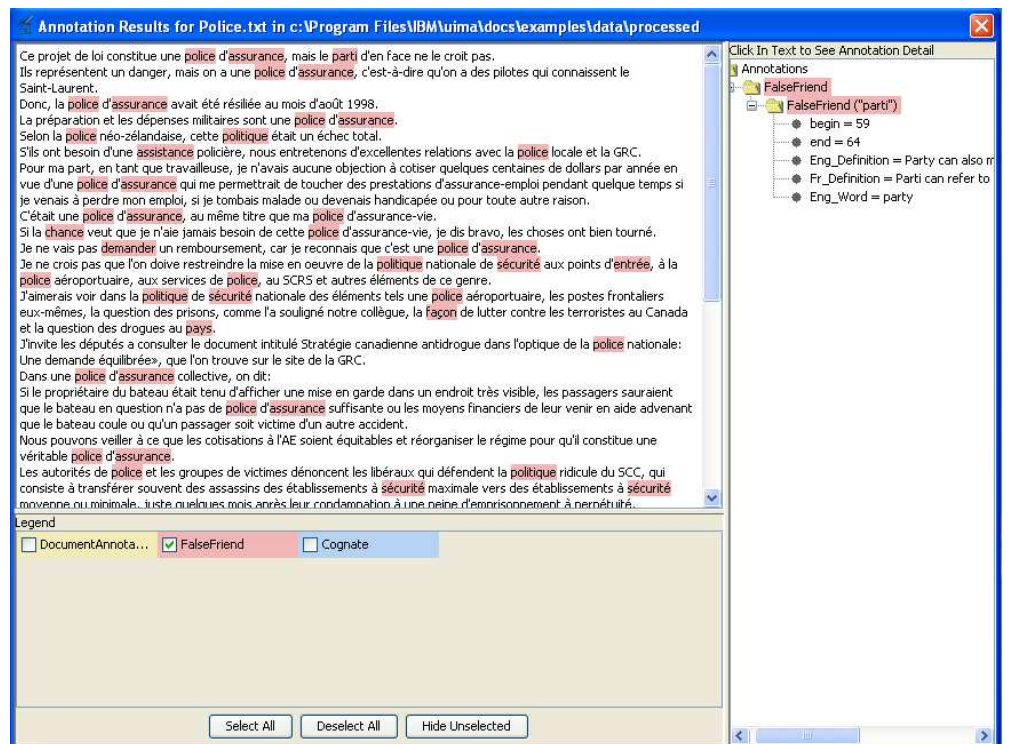 Annotation Results for Police.txt in c:\Program Files\IBM\uima\docs\examples\data\processed
Ce projet de loi constitue une police d'assurance, mais le parti d'en face ne le croit pas.
Ils représentent un danger, mais on a une police d'assurance, c'est-à-dire qu'on a des pilotes qui connaissent le
Saint-Laurent.
Donc, la police d'assurance avait été résiliée au mois d'août 1998.
La préparation et les dépenses militaires sont une police d'assurance.
Selon la police néo-zélandaise, cette politique était un échec total.
S'ils ont besoin d'une assistance policière, nous entretenons d'excellentes relations avec la police locale et la GRC.
Pour ma part, en tant que travailleuse, je n'avais aucune objection à cotiser quelques centaines de dollars par année en
vue d'une police d'assurance qui me permettrait de toucher des prestations d'assurance-emploi pendant quelque temps si
je venais à perdre mon emploi, si je tombais malade ou devenais handicapée ou pour toute autre raison.
C'était une police d'assurance, au même titre que ma police d'assurance-vie.
Si la chance veut que je n'aie jamais besoin de cette police d'assurance-vie, je dis bravo, les choses ont bien tourné.
Je ne vais pas demander un remboursement, car je reconnais que c'est une police d'assurance.
Je ne crois pas que l'on doive restreindre la mise en oeuvre de la politique nationale de sécurité aux points d'entrée, à la
police aéroportuaire, aux services de police, au SCRS et autres éléments de ce genre.
J'aimerais voir dans la politique de sécurité nationale des éléments tels une police aéroportuaire, les postes frontaliers
eux-mêmes, la question des prisons, comme l'a souligné notre collègue, la façon de lutter contre les terroristes au Canada
et la question des drogues au pays.
J'invite les députés a consulter le document intitulé Stratégie canadienne antidrogue dans l'optique de la police nationale:
Une demande équilibrée», que l'on trouve sur le site de la GRC.
Dans une police d'assurance collective, on dit:
Si le propriétaire du bateau était tenu d'afficher une mise en garde dans un endroit très visible, les passagers sauraient
que le bateau en question n'a pas de police d'assurance suffisante ou les moyens financiers de leur venir en aide advenant
que le bateau coule ou qu'un passager soit victime d'un autre accident.
Nous pouvons veiller à ce que les cotisations à l'AE soient équitables et réorganiser le régime pour qu'il constitue une
véritable police d'assurance.
Les autorités de police et les groupes de victimes dénoncent les libéraux qui défendent la politique ridicule du SCC, qui
consiste à transférer souvent des assassins des établissements à sécurité maximale vers des établissements à sécurité
moyenne ou minimale, juste quelques mois après leur condamnation à une peine d'emprisonnement à perpétuité.
Click In Text to See Annotation Detail
Annotations
FalseFriend
FalseFriend ("parti")
begin = 59
end = 64
Eng_Definition = Party can also m
Fr_Definition = Parti can refer to
Eng_Word = party
Legend
DocumentAnnota...
FalseFriend
Cognate
Select All
Deselect All
Hide Unselected